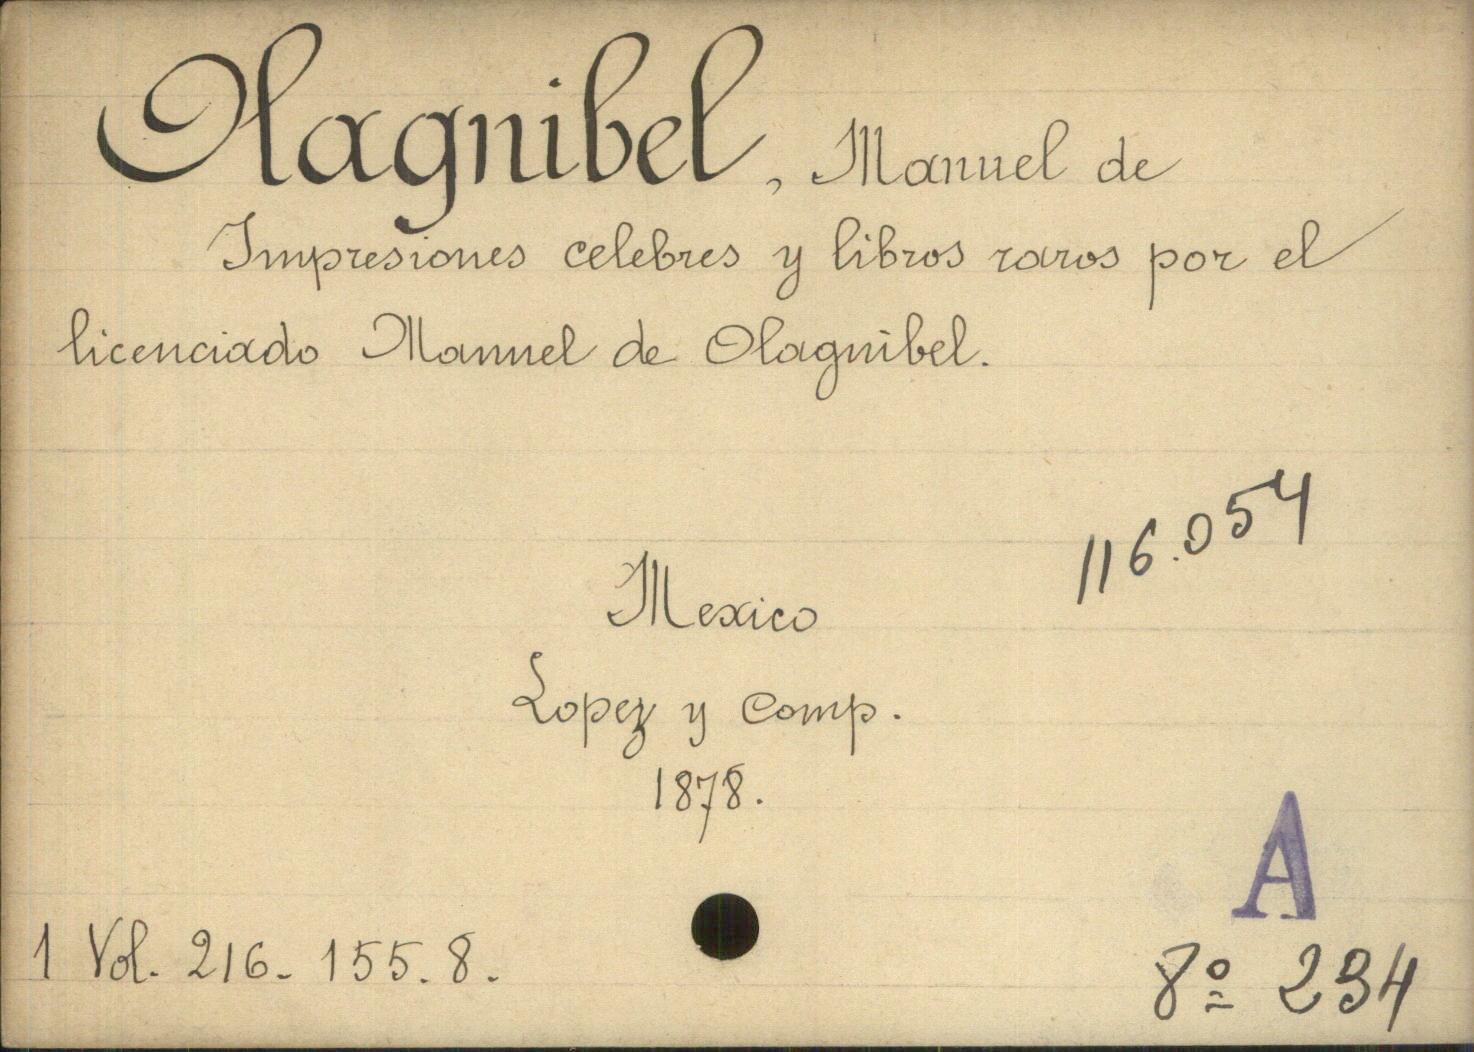 Olagnibel, Manuel de
Impresiones celebres y libros raros por el
licenciado Manuel de Olagnibel.
116.054
Mexico
Lopez y Comp.
1878.
A
1 Vol. 216. 155. 8.
8º 234